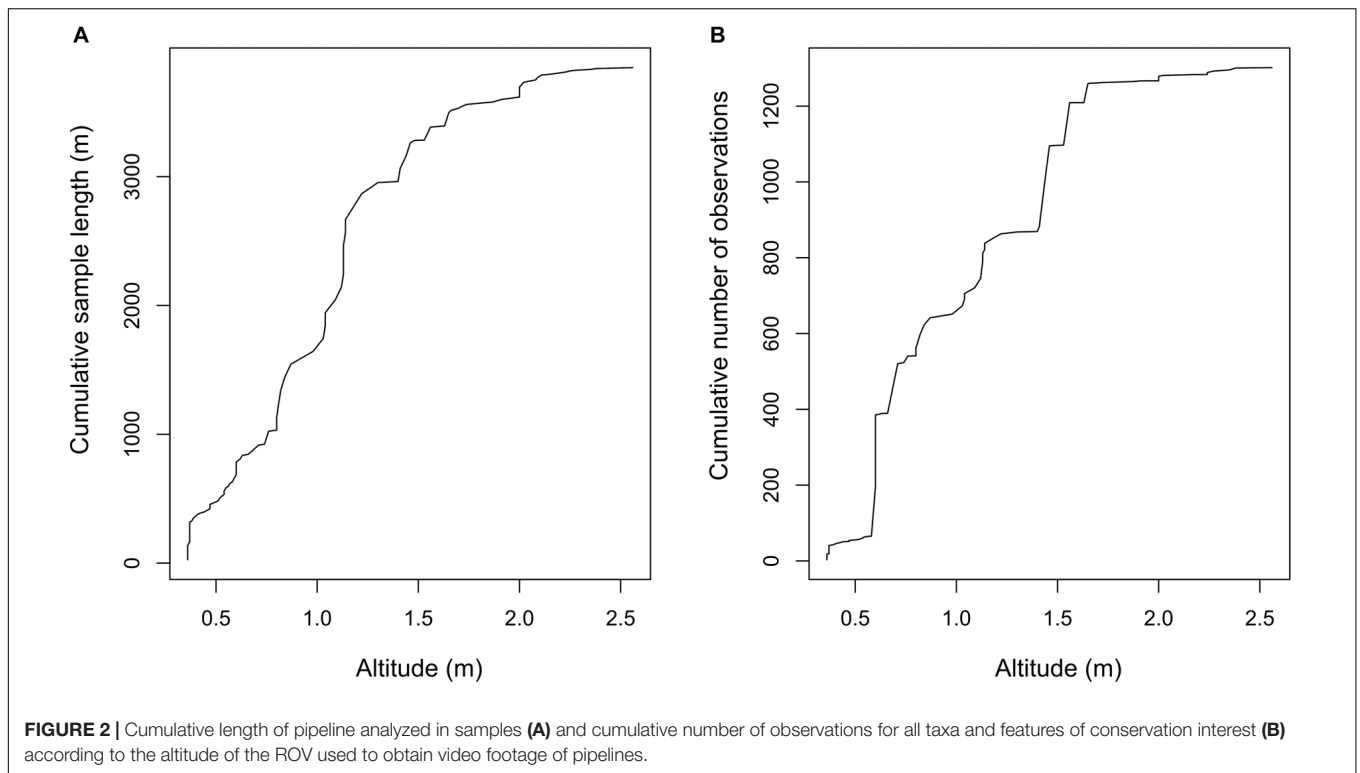 A
B
Cumulative sample length (m)
0
1000
2000
3000
0.5 1.0 1.5 2.0 2.5
Altitude (m)
Cumulative number of observations
0
200
400
600
800
1000
1200
0.5 1.0 1.5 2.0 2.5
Altitude (m)
FIGURE 2 | Cumulative length of pipeline analyzed in samples (A) and cumulative number of observations for all taxa and features of conservation interest (B)
according to the altitude of the ROV used to obtain video footage of pipelines.